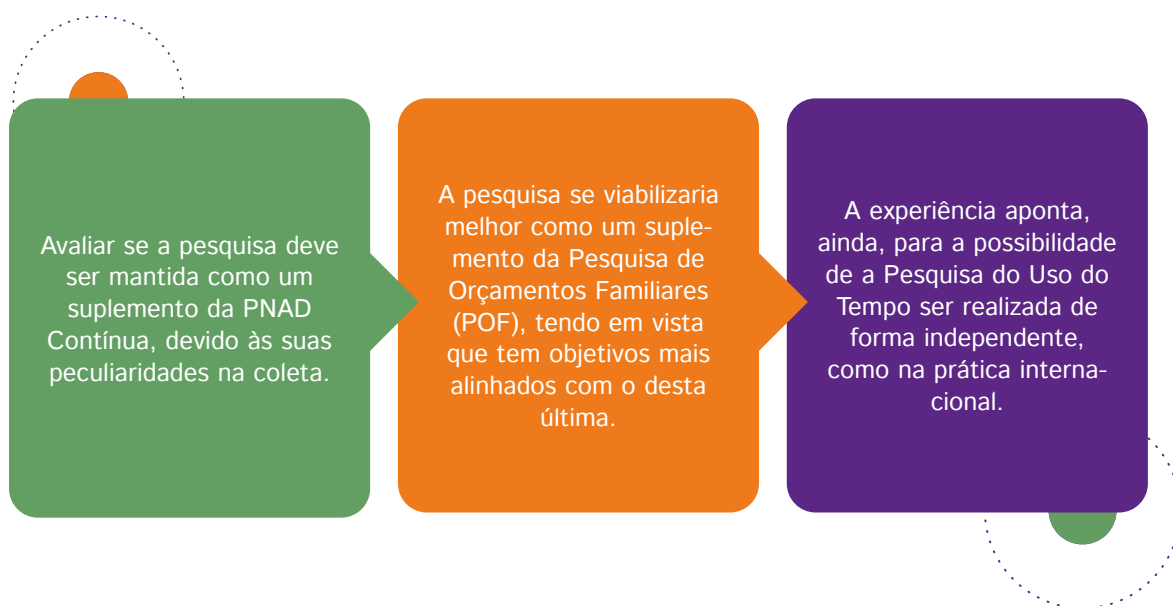 Avaliar se a pesquisa deve
ser mantida como um
suplemento da PNAD
Contínua, devido às suas
peculiaridades na coleta.
A pesquisa se viabilizaria
melhor como um suple-
mento da Pesquisa de
Orçamentos Familiares
(POF), tendo em vista
que tem objetivos mais
alinhados com o desta
última.
A experiência aponta,
ainda, para a possibilidade
de a Pesquisa do Uso do
Tempo ser realizada de
forma independente,
como na prática interna-
cional.